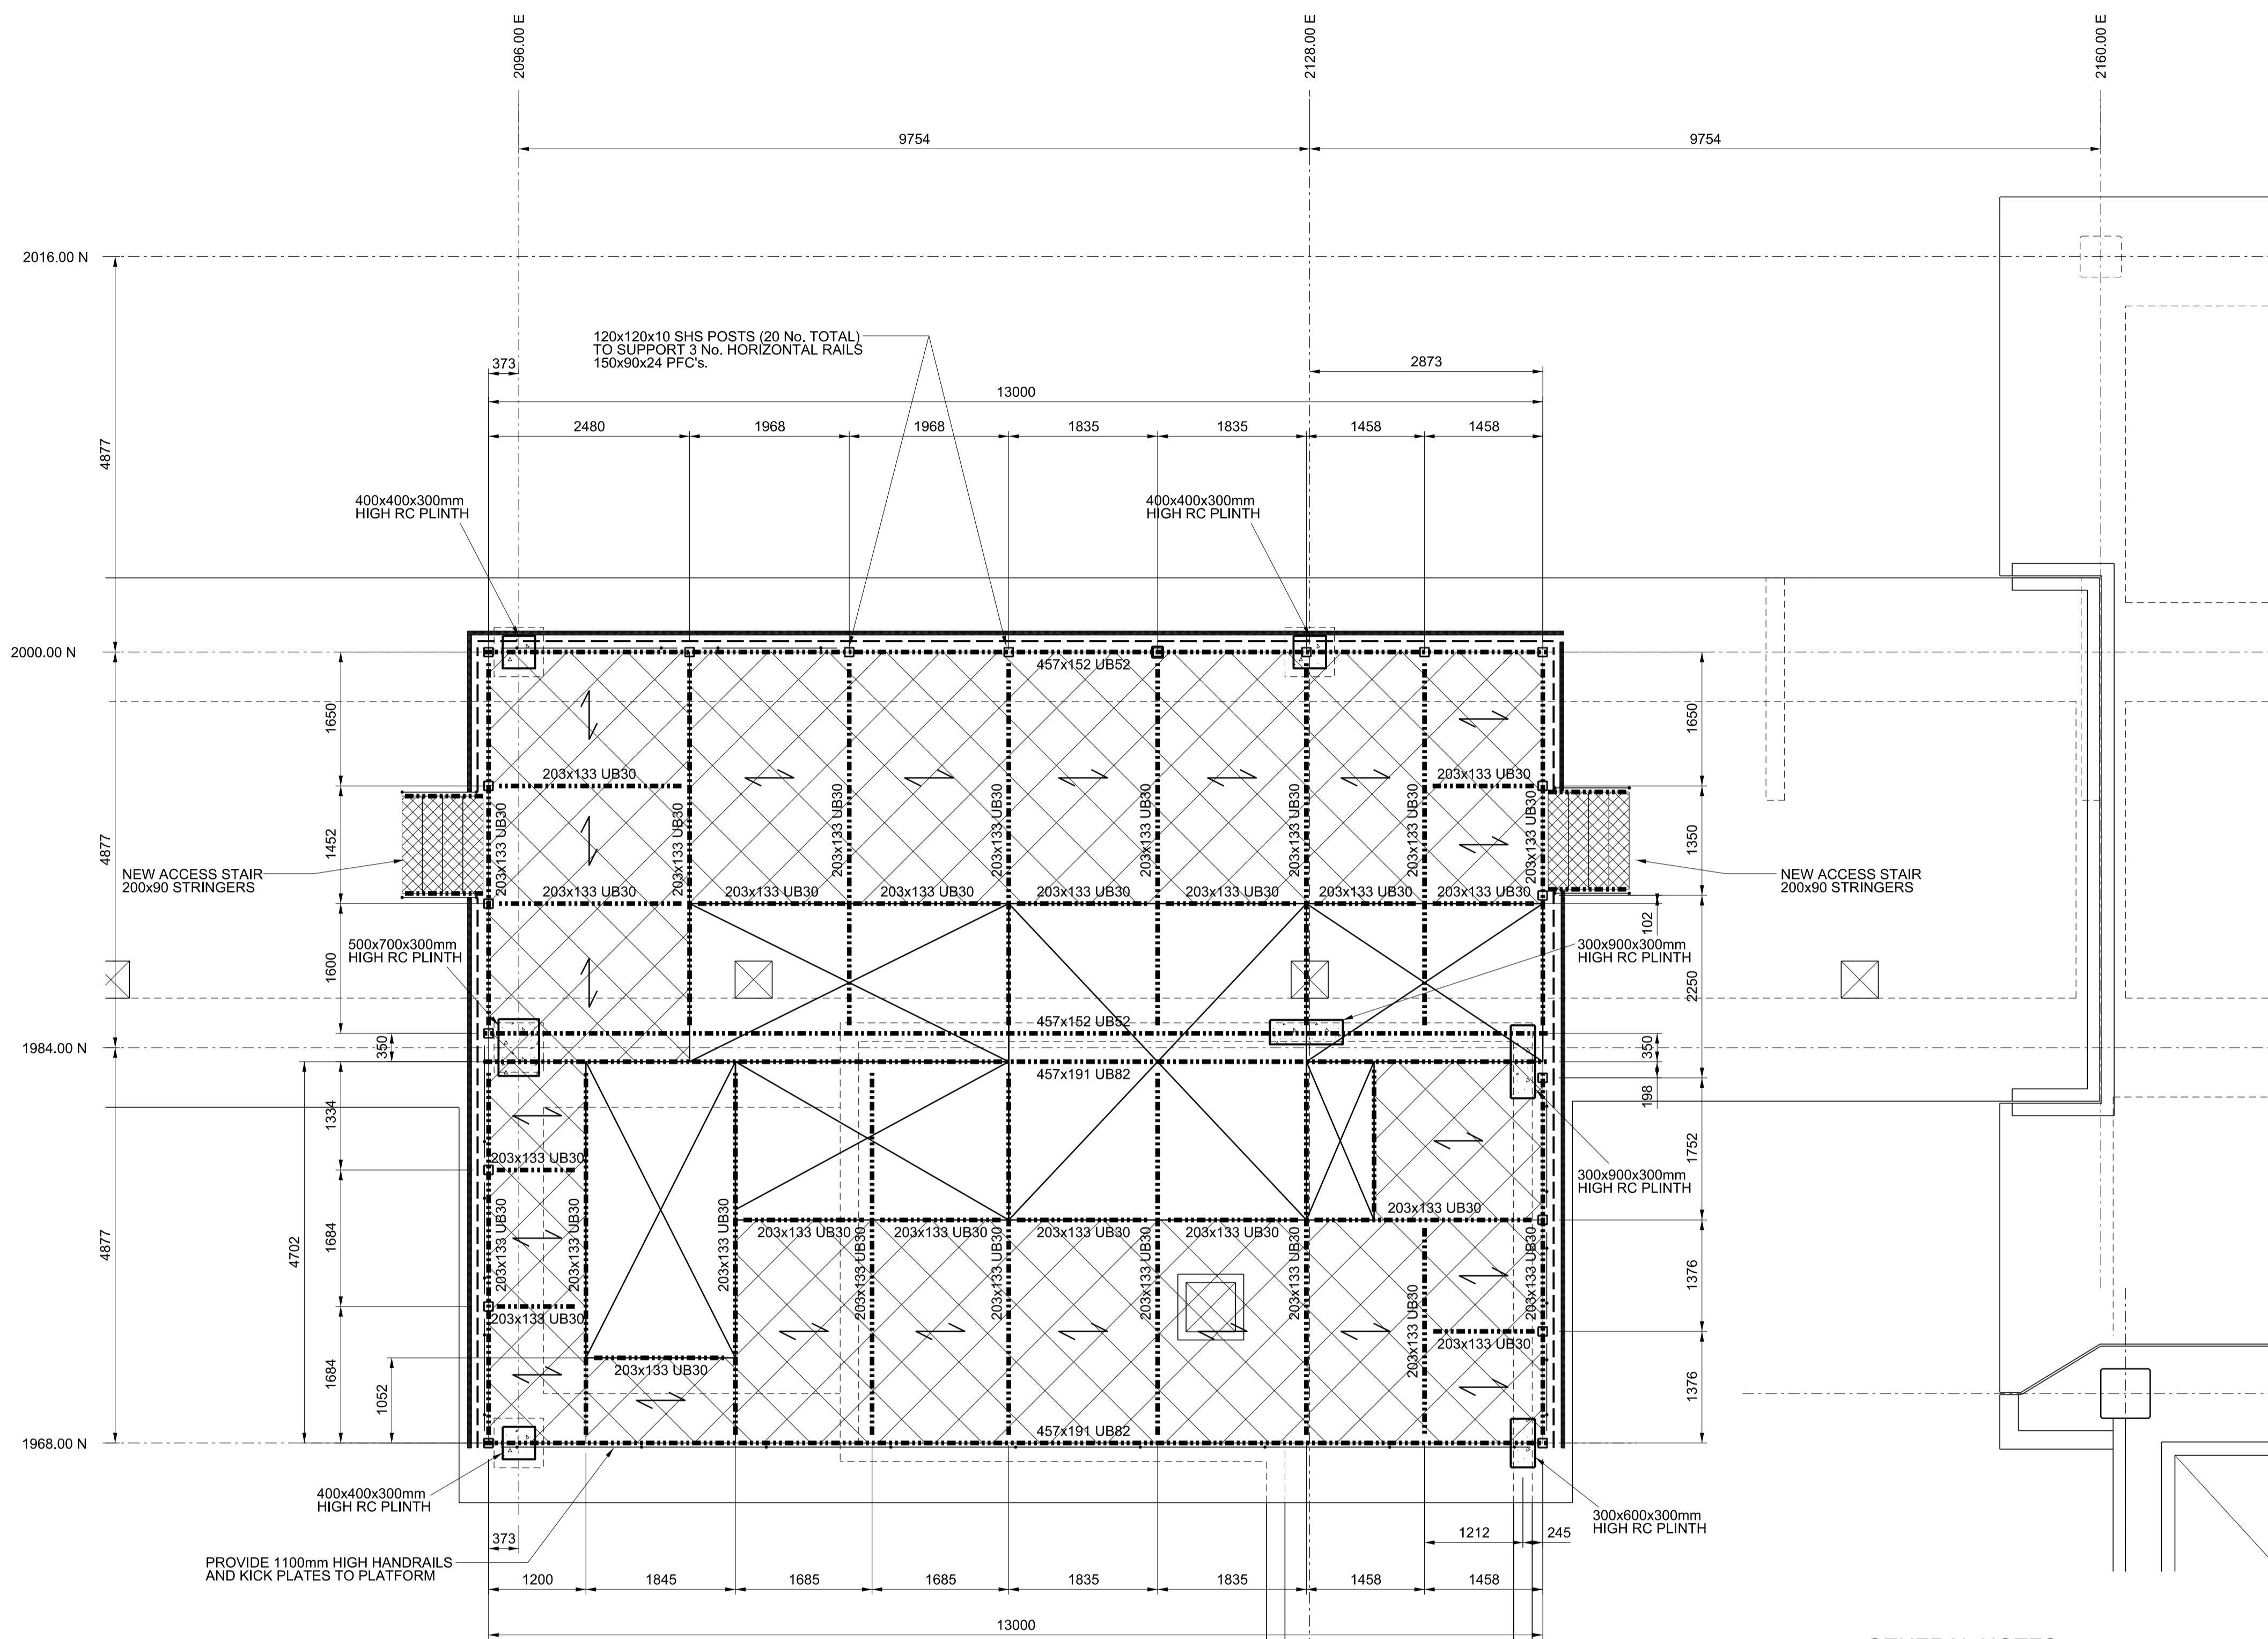 2096.00 E
2128.00 E
2160.00 E
9754
9754
2016.00 N
120x120x10 SHS POSTS (20 No. TOTAL)
TO SUPPORT 3 No. HORIZONTAL RAILS
150x90x24 PFC's.
373
2873
13000
2480
1968
1968
1835
1835
1458
1458
4877
400x400x300mm
HIGH RC PLINTH
400x400x300mm
HIGH RC PLINTH
2000.00 N
457x152 UB52
1650
1650
203x133 UB30
203x133 UB30
203x133 UB30
203x133 UB30
203x133 UB30
203x133 UB30
203x133 UB30
203x133 UB30
203x133 UB30
203x133 UB30
4877
1452
1350
NEW ACCESS STAIR
200x90 STRINGERS
NEW ACCESS STAIR
200x90 STRINGERS
203x133 UB30
203x133 UB30
203x133 UB30
203x133 UB30
203x133 UB30
203x133 UB30
203x133 UB30
102
500x700x300mm
HIGH RC PLINTH
300x900x300mm
HIGH RC PLINTH
1600
2250
457x152 UB52
1984.00 N
350
350
457x191 UB82
198
1334
1752
203x133 UB30
300x900x300mm
HIGH RC PLINTH
203x133 UB30
4877
4702
1684
203x133 UB30
203x133 UB30
203x133 UB30
203x133 UB30
203x133 UB30
203x133 UB30
203x133 UB30
203x133 UB30
203x133 UB30
203x133 UB30
203x133 UB30
203x133 UB30
203x133 UB30
1376
203x133 UB30
203x133 UB30
1684
1052
203x133 UB30
1376
457x191 UB82
1968.00 N
400x400x300mm
HIGH RC PLINTH
300x600x300mm
HIGH RC PLINTH
373
1212
245
PROVIDE 1100mm HIGH HANDRAILS
AND KICK PLATES TO PLATFORM
1200
1845
1685
1685
1835
1835
1458
1458
13000